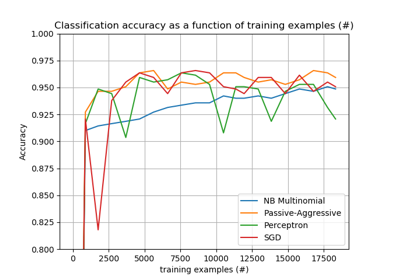 Classification accuracy as a function of training examples (#)
1.000
0.975
0.950
0.925
0.900
0.875
0.850
0.825
0.800
Accuracy
NB Multinomial
Passive-Aggressive
Perceptron
SGD
0 2500 5000 7500 10000 12500 15000 17500
training examples (#)